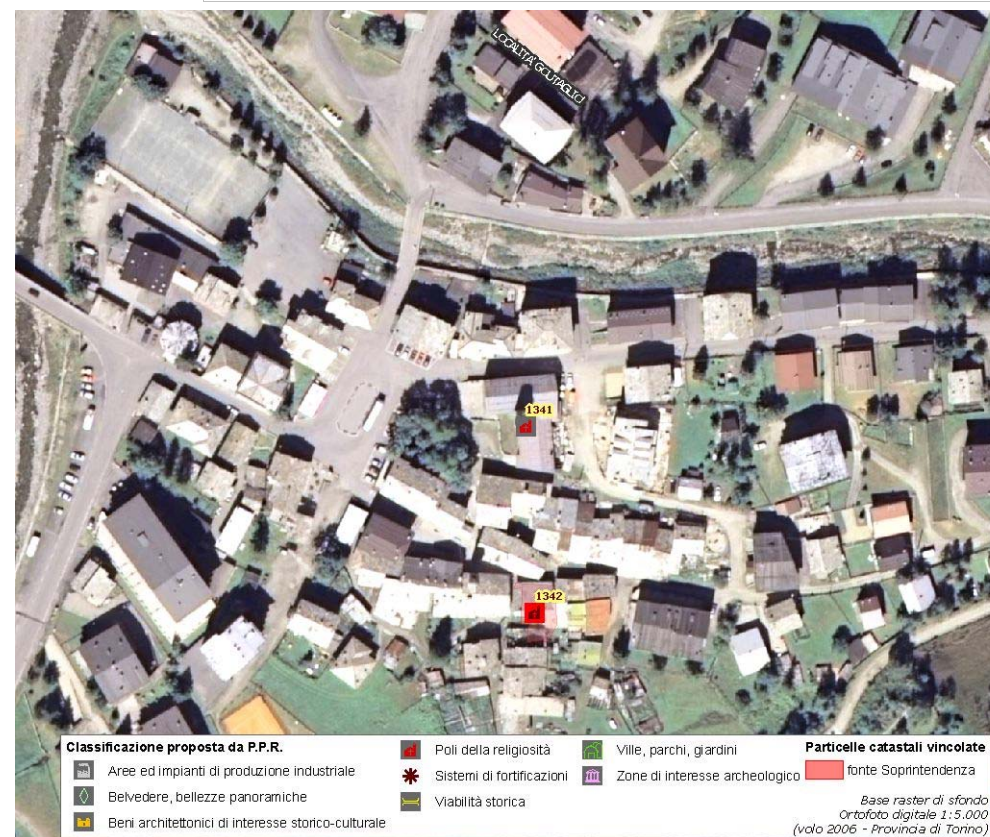 LOCALITA' GOUTAGLIO
1341
1342
Classificazione proposta da P.P.R.
Aree ed impianti di produzione industriale
Belvedere, bellezze panoramiche
Beni architettonici di interesse storico-culturale
Poli della religiosità
Sistemi di fortificazioni
Viabilità storica
Ville, parchi, giardini
Zone di interesse archeologico
Particelle catastali vincolate
fonte Soprintendenza
Base raster di sfondo
Ortofoto digitale 1:5.000
(volo 2006 - Provincia di Torino)